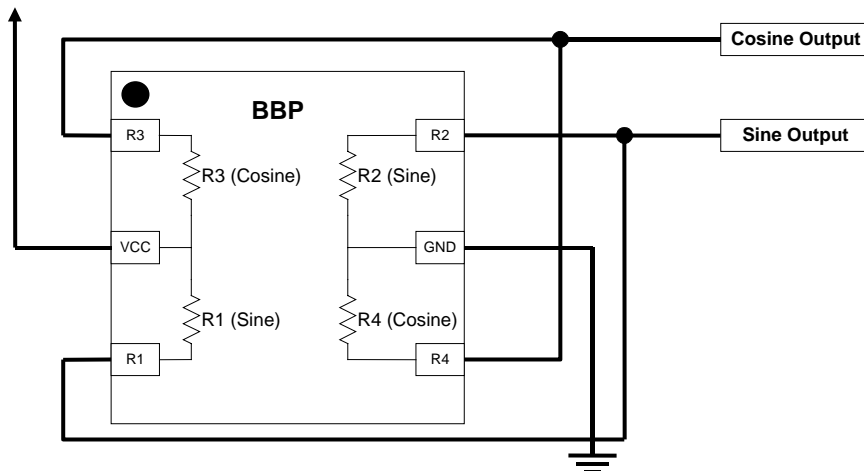 Cosine Output
BBP
R3
R2
Sine Output
R3 (Cosine)
R2 (Sine)
VCC
GND
R1 (Sine)
R4 (Cosine)
R1
R4